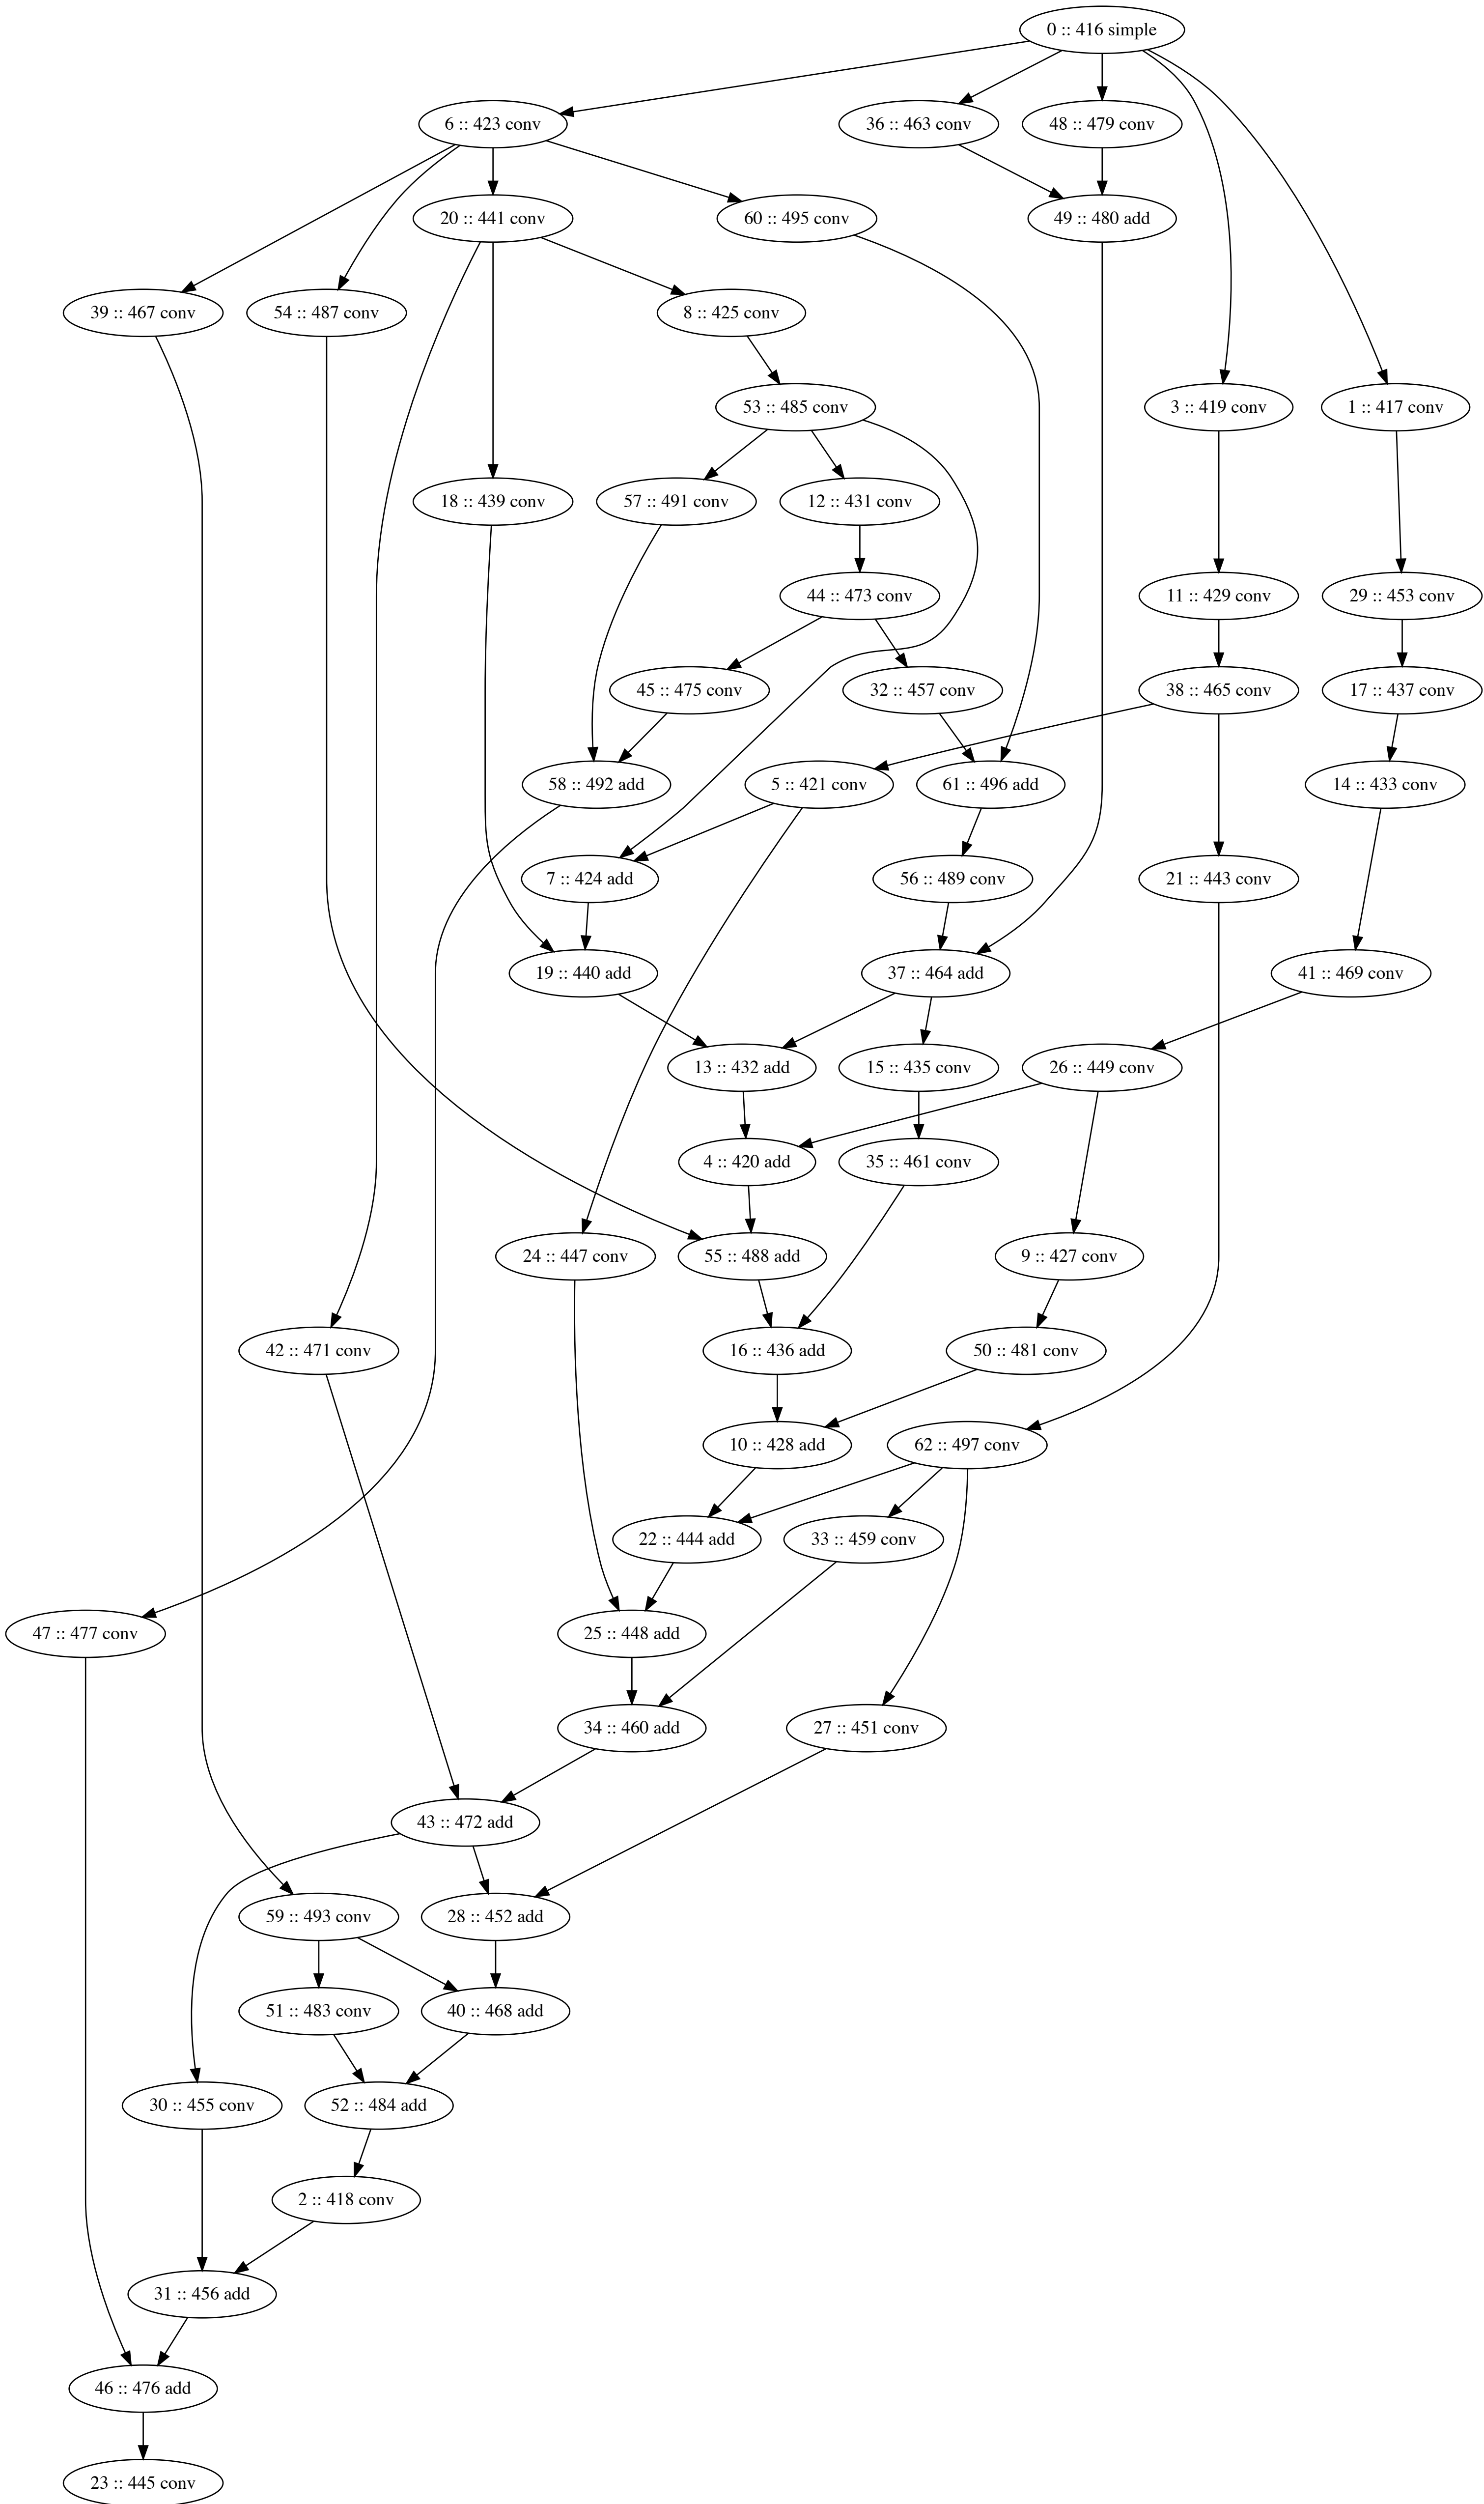 0 :: 416 simple
6 :: 423 conv
36 :: 463 conv
48 :: 479 conv
20 :: 441 conv
60 :: 495 conv
49 :: 480 add
39 :: 467 conv
54 :: 487 conv
8 :: 425 conv
53 :: 485 conv
3 :: 419 conv
1 :: 417 conv
18 :: 439 conv
57 :: 491 conv
12 :: 431 conv
44 :: 473 conv
11 :: 429 conv
29 :: 453 conv
45 :: 475 conv
32 :: 457 conv
38 :: 465 conv
17 :: 437 conv
58 :: 492 add
5 :: 421 conv
61 :: 496 add
14 :: 433 conv
7 :: 424 add
56 :: 489 conv
21 :: 443 conv
19 :: 440 add
37 :: 464 add
41 :: 469 conv
13 :: 432 add
15 :: 435 conv
26 :: 449 conv
4 :: 420 add
35 :: 461 conv
24 :: 447 conv
55 :: 488 add
9 :: 427 conv
42 :: 471 conv
16 :: 436 add
50 :: 481 conv
10 :: 428 add
62 :: 497 conv
22 :: 444 add
33 :: 459 conv
47 :: 477 conv
25 :: 448 add
34 :: 460 add
27 :: 451 conv
43 :: 472 add
59 :: 493 conv
28 :: 452 add
51 :: 483 conv
40 :: 468 add
30 :: 455 conv
52 :: 484 add
2 :: 418 conv
31 :: 456 add
46 :: 476 add
23 :: 445 conv